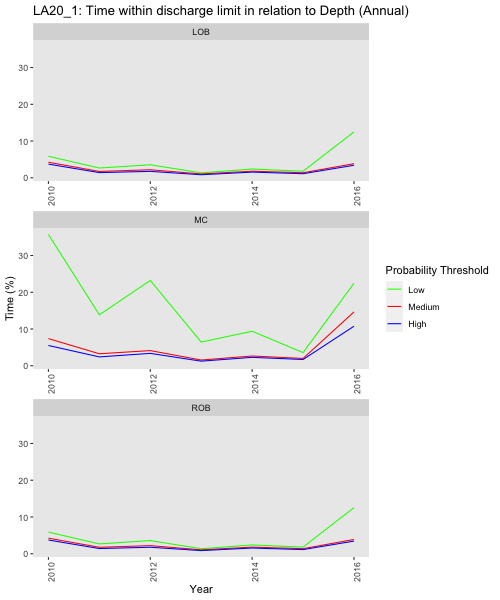 LA20_1: Time within discharge limit in relation to Depth (Annual)
LOB
30
20
10
0
2010
2012
2014
2016
MC
30
20
10
0
2010
2012
2014
2016
ROB
30
20
10
0
2010
2012
2014
2016
Time (%)
Year
Probability Threshold
Low
Medium
High